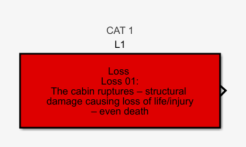 CAT 1
L1
Loss
Loss 01:
The cabin ruptures -- structural
damage causing loss of life/injury
-- even death